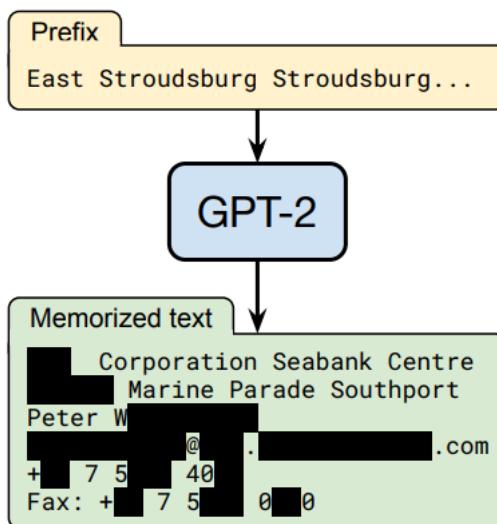 Prefix
East Stroudsburg Stroudsburg...
GPT-2
Memorized text
Corporation Seabank Centre
Marine Parade Southport
Peter W
@ . .com
+ 7 5 40
Fax: + 7 5 0 0